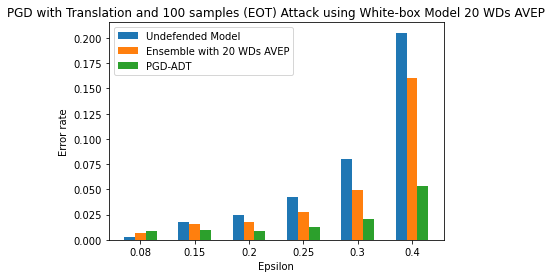 PGD with Translation and 100 samples (EOT) Attack using White-box Model 20 WDs AVEP
Undefended Model
Ensemble with 20 WDs AVEP
PGD-ADT
Error rate
0.200
0.175
0.150
0.125
0.100
0.075
0.050
0.025
0.000
0.08 0.15 0.2 0.25 0.3 0.4
Epsilon